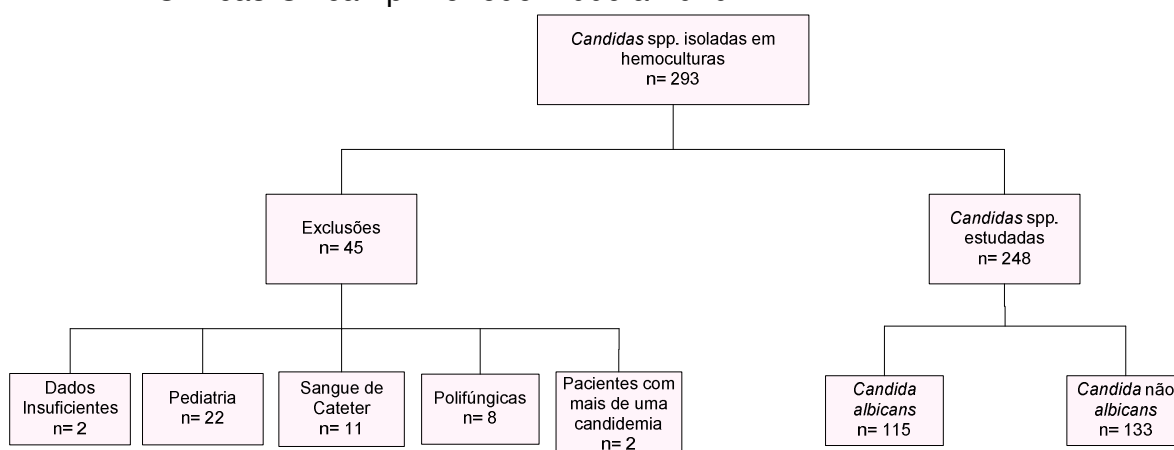 Candidas spp. isoladas em
hemoculturas
n= 293
Exclusões
n= 45
Candidas spp.
estudadas
n= 248
Dados
Insuficientes
n= 2
Pediatria
n= 22
Sangue de
Cateter
n= 11
Polifúngicas
n= 8
Pacientes com
mais de uma
candidemia
n= 2
Candida
albicans
n= 115
Candida não
albicans
n= 133